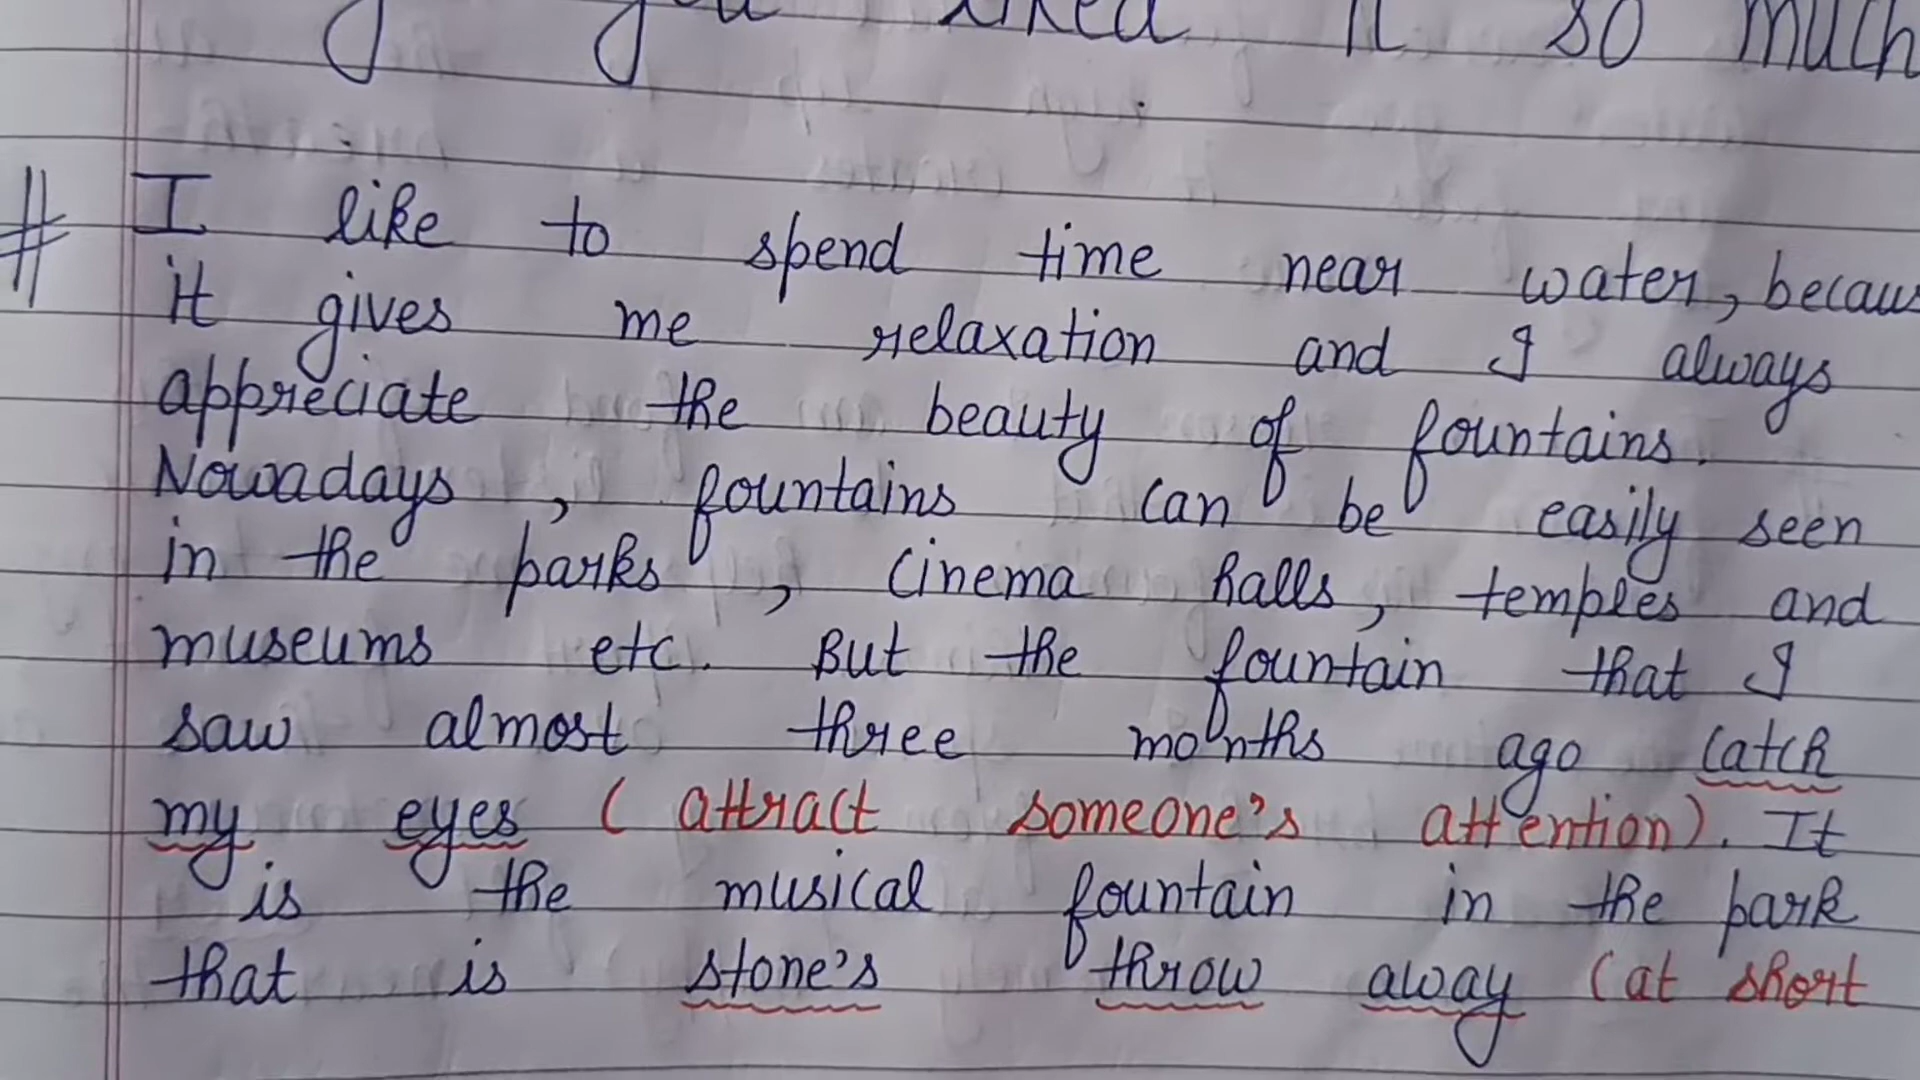 you liked it so much
# I like to spend time near water, becaus
it gives me relaxation and I always
appreciate the beauty of fountains.
Nowadays, fountains can be easily seen
in the parks, cinema halls, temples and
museums etc. But the fountain that I
saw almost three months ago catch
my eyes (attract someone's attention). It
is the musical fountain in the park
that is stone's throw away (at short